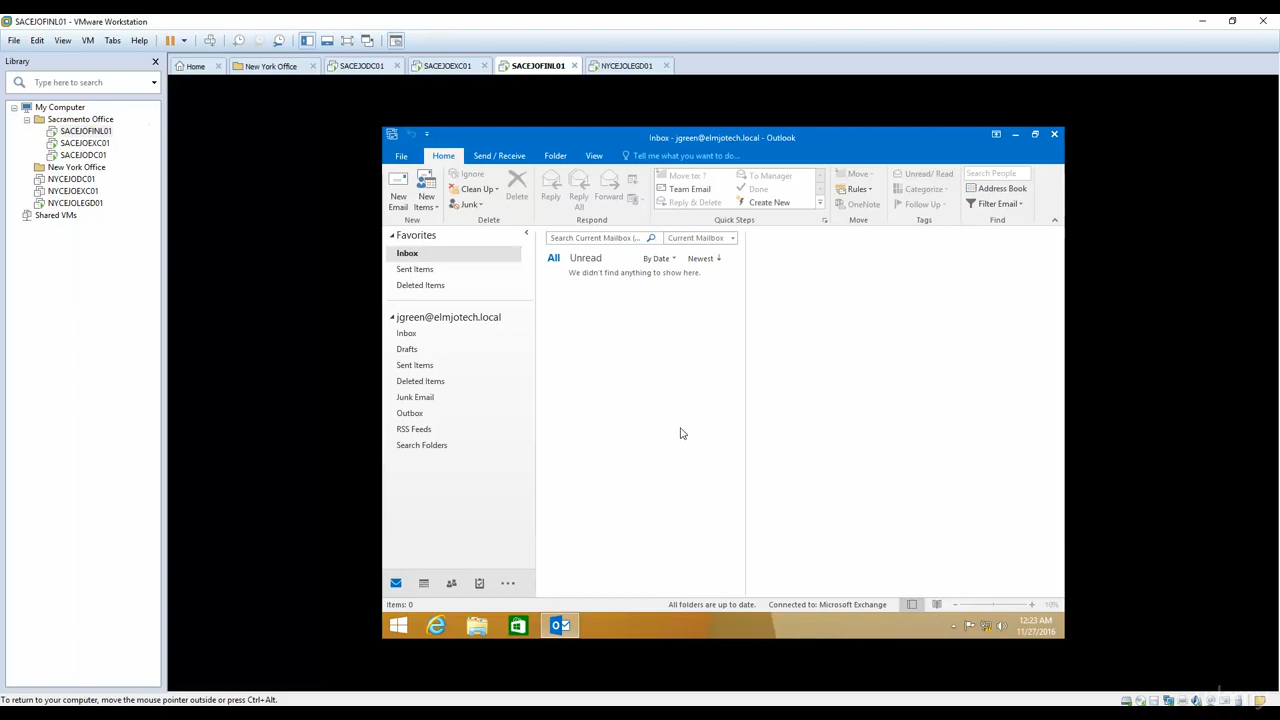 SACEJOFINL01 - VMware Workstation
File Edit View VM Tabs Help
Library
Type here to search
My Computer
Sacramento Office
SACEJOFINL01
SACEJOEXC01
SACEJODC01
New York Office
NYCEJODC01
NYCEJOEXC01
NYCEJOLEGD01
Shared VMs
Home New York Office SACEJODC01 SACEJOEXC01 SACEJOFINL01 NYCEJOLEGD01
Inbox - jgreen@elmjotech.local - Outlook
File Home Send / Receive Folder View Tell me what you want to do...
New Email
New Items
New
Ignore
Clean Up
Junk
Delete
Delete
Reply
Reply All
Forward
Respond
Move to: ? To Manager
Team Email Done
Reply & Delete Create New
Quick Steps
Move
Rules
OneNote
Move
Unread/ Read
Categorize
Follow Up
Tags
Search People
Address Book
Filter Email
Find
Favorites
Inbox
Sent Items
Deleted Items
jgreen@elmjotech.local
Inbox
Drafts
Sent Items
Deleted Items
Junk Email
Outbox
RSS Feeds
Search Folders
Search Current Mailbox (... Current Mailbox
All Unread By Date Newest
We didn't find anything to show here.
Items: 0 All folders are up to date. Connected to: Microsoft Exchange 10%
12:23 AM
11/27/2016
To return to your computer, move the mouse pointer outside or press Ctrl+Alt.